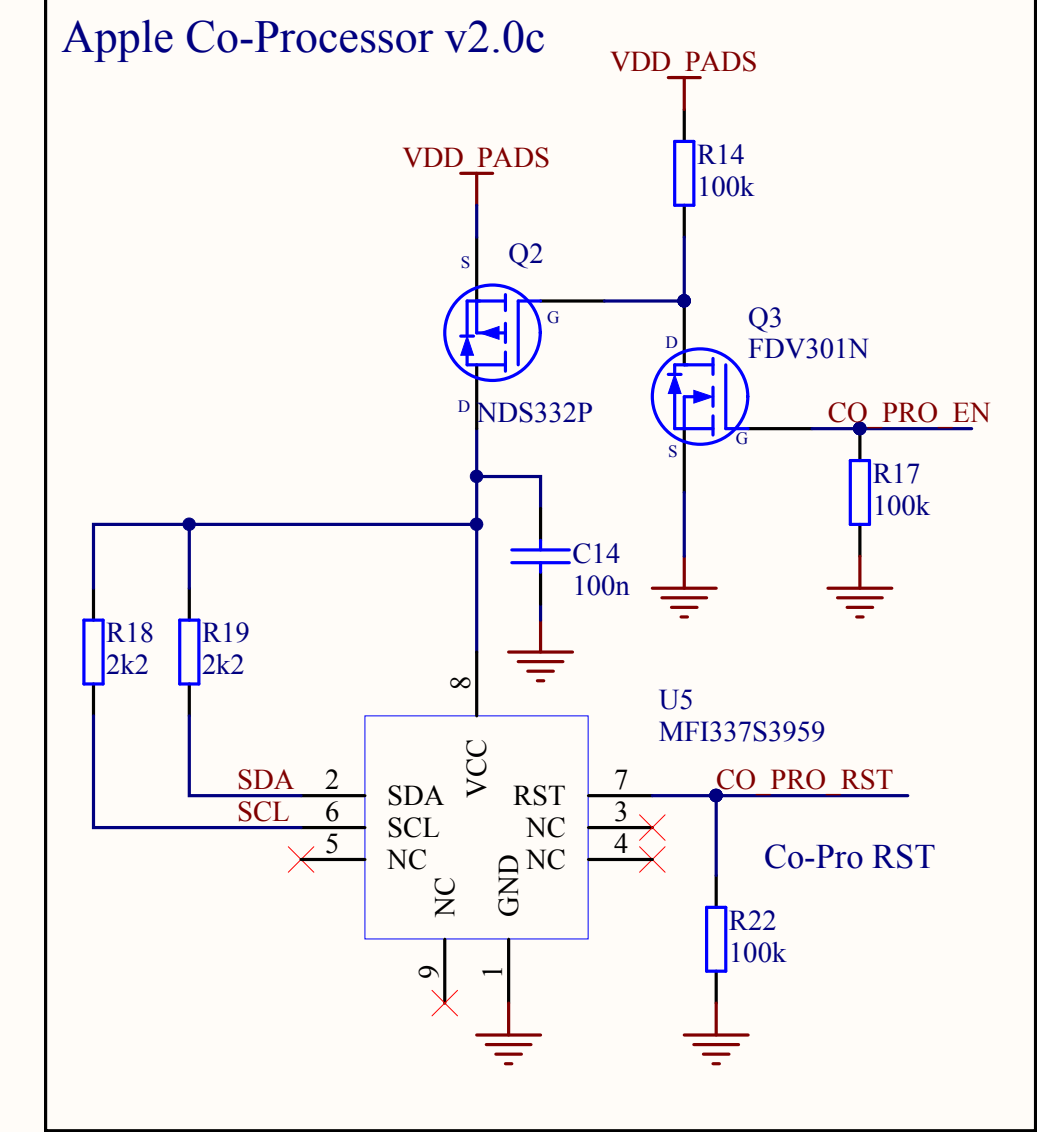 Apple Co-Processor v2.0c
VDD_PADS
VDD_PADS
R14
100k
S
Q2
G
Q3
FDV301N
D
D
NDS332P
CO_PRO_EN
G
S
R17
100k
C14
100n
R18
2k2
R19
2k2
8
U5
MFI337S3959
VCC
SDA
2
SDA
RST
7
CO_PRO_RST
SCL
6
SCL
NC
3
5
NC
NC
4
Co-Pro RST
NC
GND
R22
100k
9
1